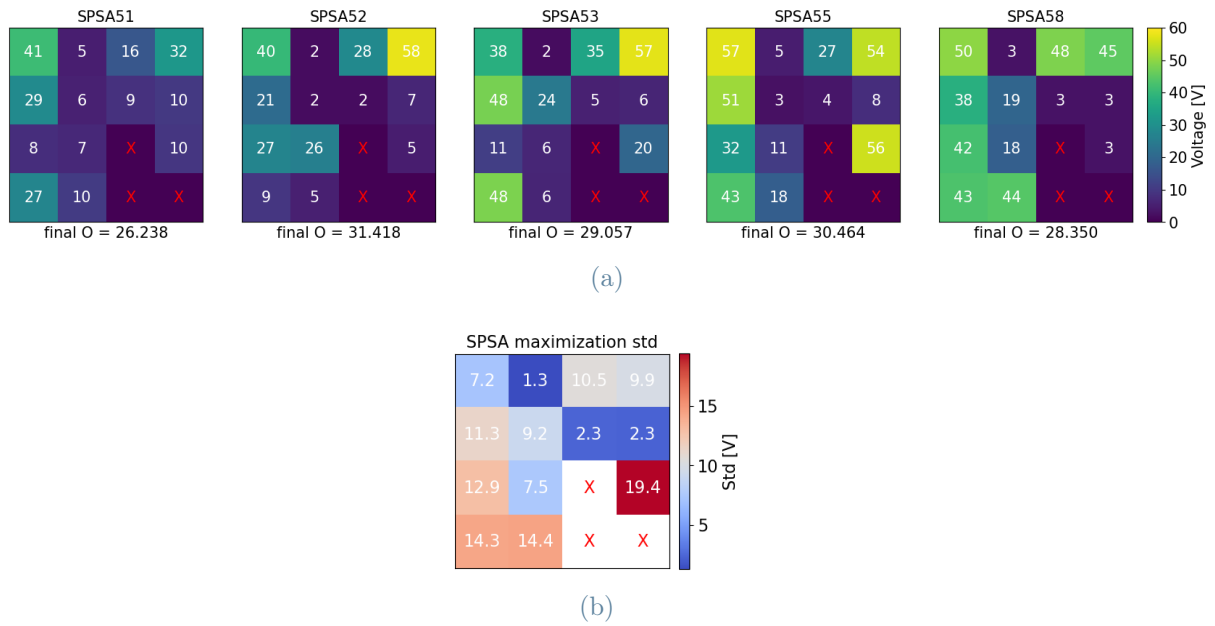 SPSA51 SPSA52 SPSA53 SPSA55 SPSA58
41 5 16 32 40 2 28 58 38 2 35 57 57 5 27 54 50 3 48 45 60
50
29 6 9 10 21 2 2 7 48 24 5 6 51 3 4 8 38 19 3 3 40
30
8 7 X 10 27 26 X 5 11 6 X 20 32 11 X 56 42 18 X 3 20
10
27 10 X X 9 5 X X 48 6 X X 43 18 X X 43 44 X X 0
Voltage [V]
final O = 26.238 final O = 31.418 final O = 29.057 final O = 30.464 final O = 28.350
(a)
SPSA maximization std
7.2 1.3 10.5 9.9
15
11.3 9.2 2.3 2.3
10
12.9 7.5 X 19.4
5
14.3 14.4 X X
Std [V]
(b)